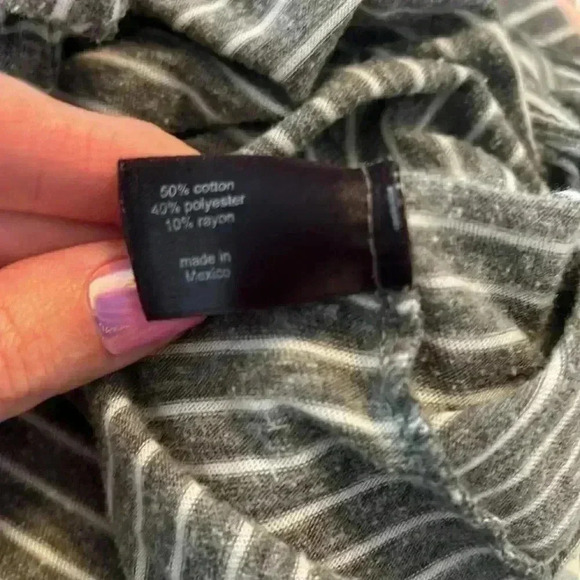 50% cotton
40% polyester
10% rayon
made in
Mexico